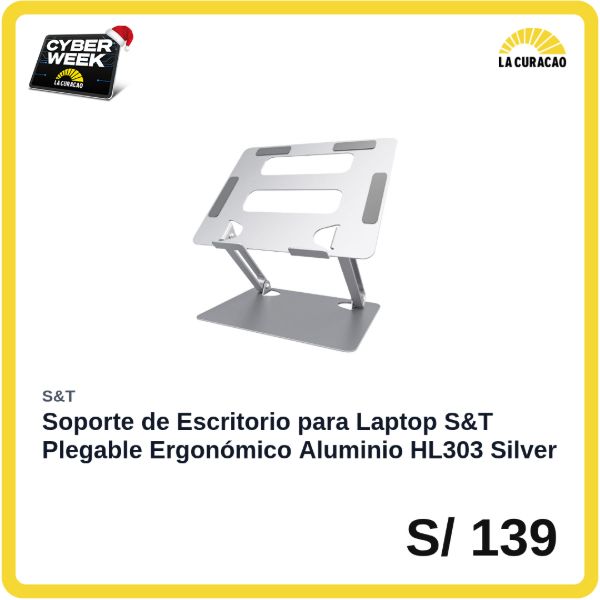 CYBER
WEEK
LA CURACAO
LA CURACAO
S&T
Soporte de Escritorio para Laptop S&T
Plegable Ergonómico Aluminio HL303 Silver
S/ 139